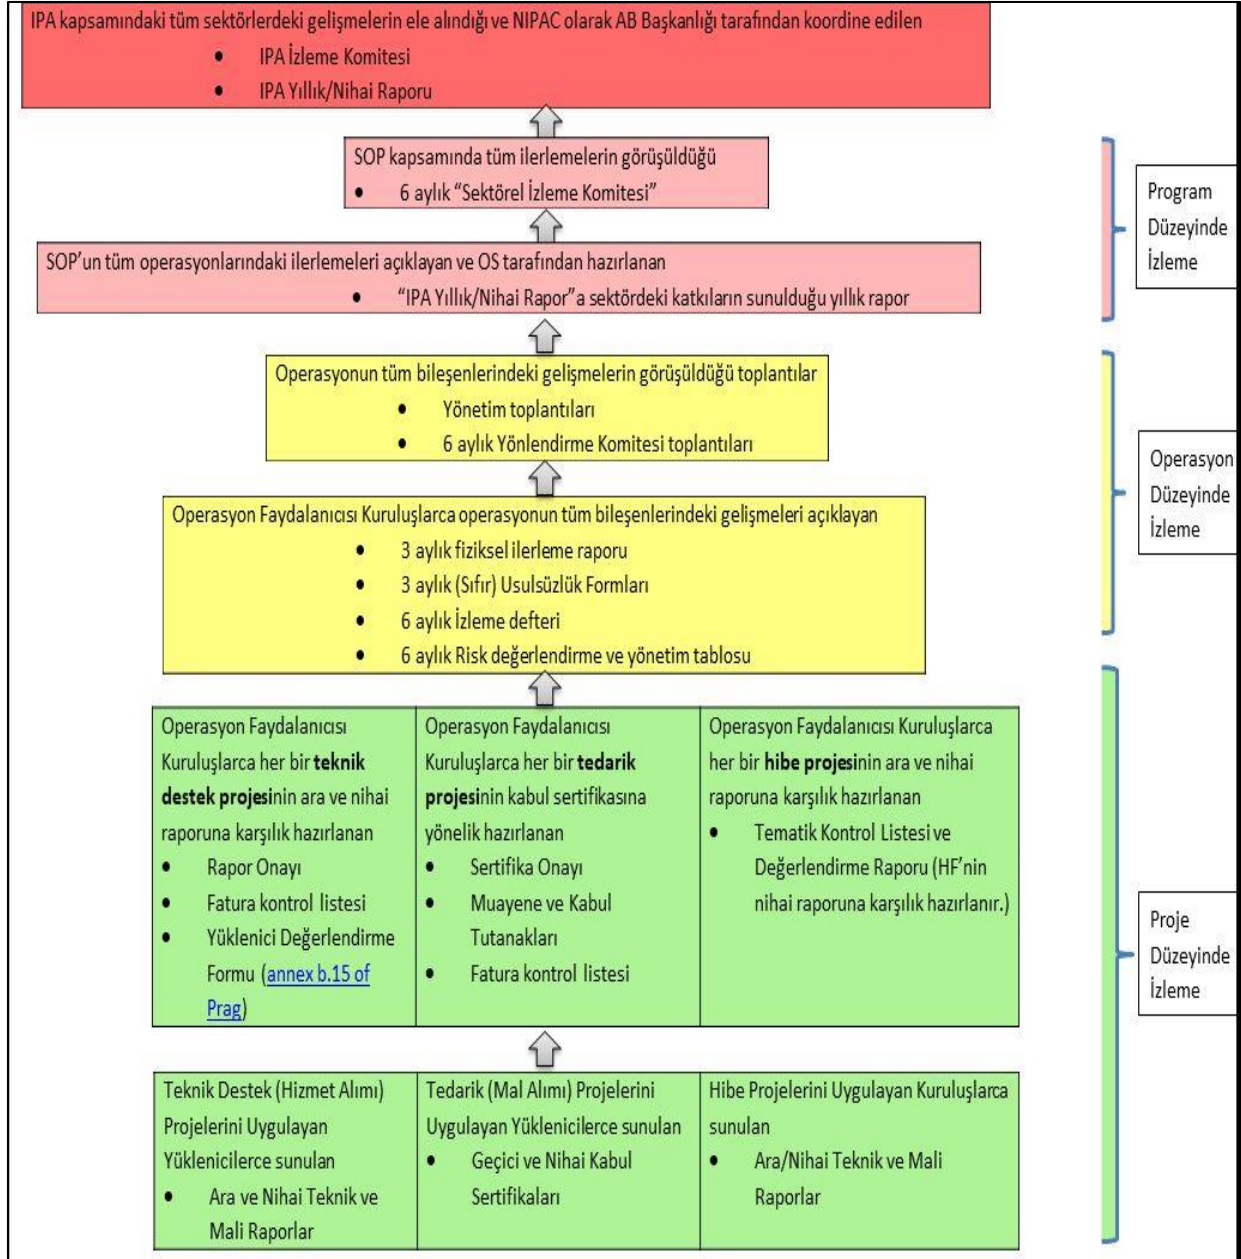 IPA kapsamındaki tüm sektörlerdeki gelişmelerin ele alındığı ve NIPAC olarak AB Başkanlığı tarafından koordine edilen
• IPA İzleme Komitesi
• IPA Yıllık/Nihai Raporu
SOP kapsamında tüm ilerlemelerin görüşüldüğü
• 6 aylık “Sektörel İzleme Komitesi”
SOP’un tüm operasyonlarındaki ilerlemeleri açıklayan ve OS tarafından hazırlanan
• “IPA Yıllık/Nihai Rapor”a sektördeki katkıların sunulduğu yıllık rapor
Program
Düzeyinde
İzleme
Operasyonun tüm bileşenlerindeki gelişmelerin görüşüldüğü toplantılar
• Yönetim toplantıları
• 6 aylık Yönlendirme Komitesi toplantıları
Operasyon Faydalanıcısı Kuruluşlarca operasyonun tüm bileşenlerindeki gelişmeleri açıklayan
• 3 aylık fiziksel ilerleme raporu
• 3 aylık (Sıfır) Usulsüzlük Formları
• 6 aylık İzleme defteri
• 6 aylık Risk değerlendirme ve yönetim tablosu
Operasyon
Düzeyinde
İzleme
Operasyon Faydalanıcısı
Kuruluşlarca her bir teknik
destek projesinin ara ve nihai
raporuna karşılık hazırlanan
• Rapor Onayı
• Fatura kontrol listesi
• Yüklenici Değerlendirme
Formu (annex b.15 of
Prag)
Operasyon Faydalanıcısı
Kuruluşlarca her bir tedarik
projesinin kabul sertifikasına
yönelik hazırlanan
• Sertifika Onayı
• Muayene ve Kabul
Tutanakları
• Fatura kontrol listesi
Operasyon Faydalanıcısı Kuruluşlarca
her bir hibe projesinin ara ve nihai
raporuna karşılık hazırlanan
• Tematik Kontrol Listesi ve
Değerlendirme Raporu (HF’nin
nihai raporuna karşılık hazırlanır.)
Teknik Destek (Hizmet Alımı)
Projelerini Uygulayan
Yüklenicilerce sunulan
• Ara ve Nihai Teknik ve
Mali Raporlar
Tedarik (Mal Alımı) Projelerini
Uygulayan Yüklenicilerce sunulan
• Geçici ve Nihai Kabul
Sertifikaları
Hibe Projelerini Uygulayan Kuruluşlarca
sunulan
• Ara/Nihai Teknik ve Mali
Raporlar
Proje
Düzeyinde
İzleme